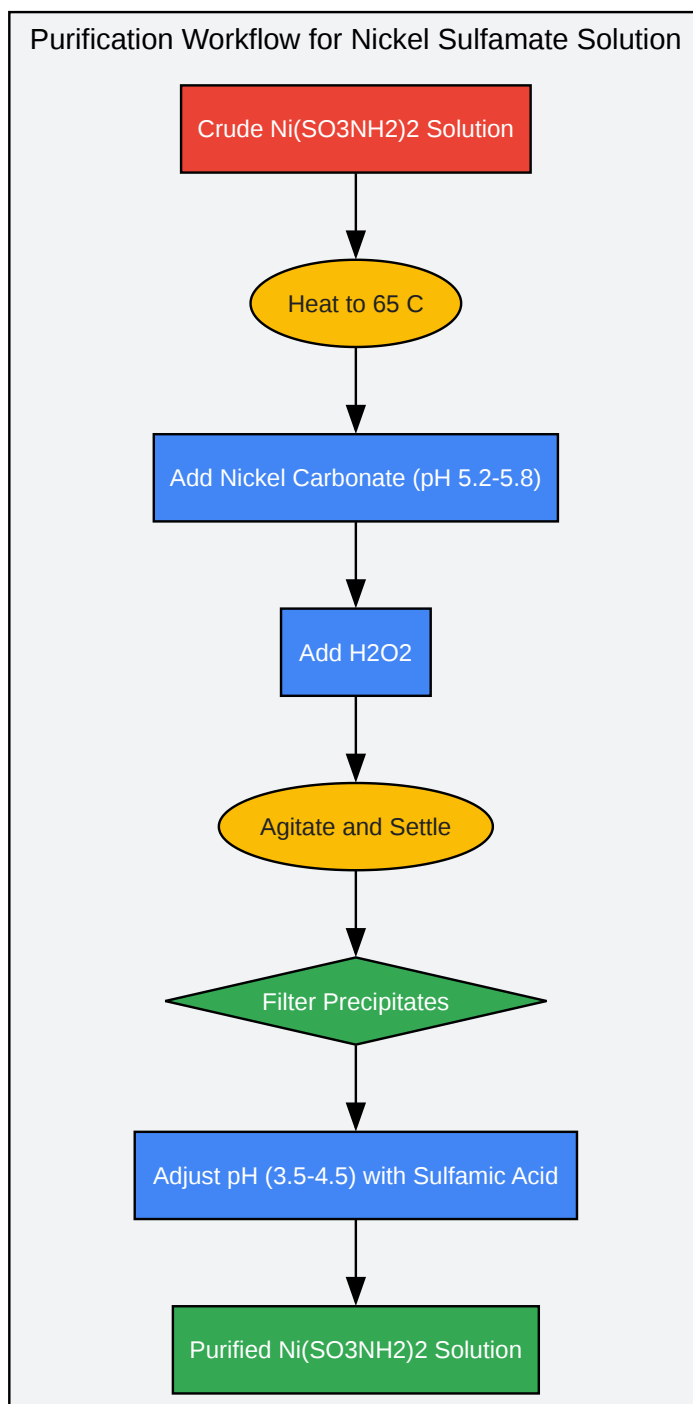 Purification Workflow for Nickel Sulfamate Solution
Crude Ni(SO3NH2)2 Solution
Heat to 65 C
Add Nickel Carbonate (pH 5.2-5.8)
Add H2O2
Agitate and Settle
Filter Precipitates
Adjust pH (3.5-4.5) with Sulfamic Acid
Purified Ni(SO3NH2)2 Solution